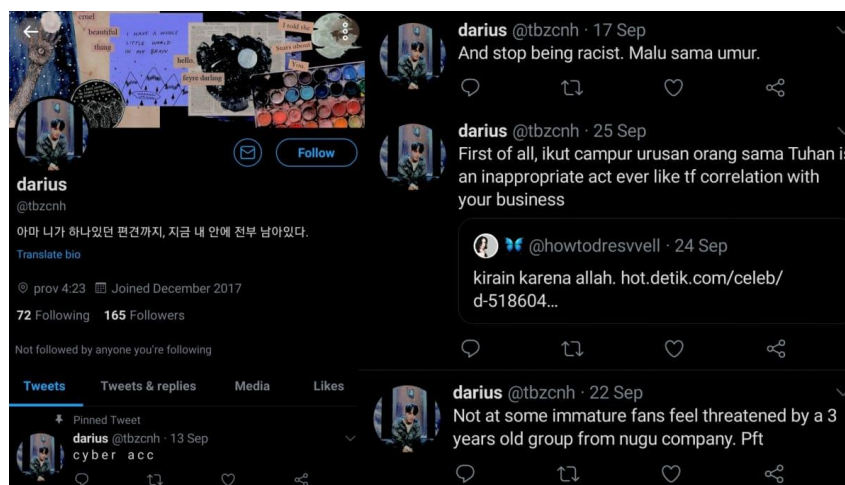 beautiful
thing
I HAVE A WHOLE
LITTLE WORLD
IN MY BRAIN
I told the
Stars about
You.
hello,
feyre darling
Follow
darius
@tbzcnh
아마 니가 하나있던 편견까지, 지금 내 안에 전부 남아있다.
Translate bio
prov 4:23 Joined December 2017
72 Following 165 Followers
Not followed by anyone you're following
Tweets Tweets & replies Media Likes
Pinned Tweet
darius @tbzcnh · 13 Sep
cyber acc
darius @tbzcnh · 17 Sep
And stop being racist. Malu sama umur.
darius @tbzcnh · 25 Sep
First of all, ikut campur urusan orang sama Tuhan is
an inappropriate act ever like tf correlation with
your business
@howtodresvvell · 24 Sep
kirain karena allah. hot.detik.com/celeb/
d-518604…
darius @tbzcnh · 22 Sep
Not at some immature fans feel threatened by a 3
years old group from nugu company. Pft